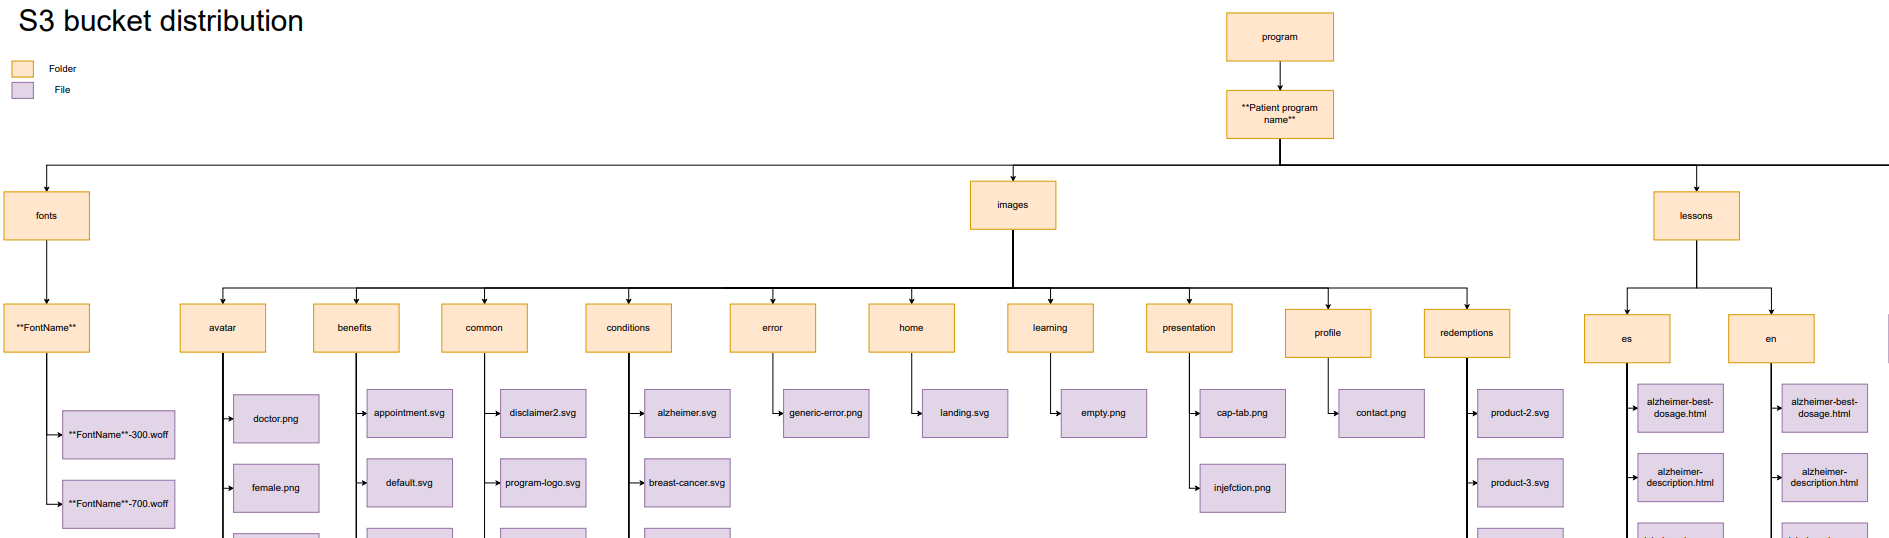 S3 bucket distribution
Folder
File
program
**Patient program
name**
fonts
images
lessons
**FontName**
avatar
benefits
common
conditions
error
home
learning
presentation
profile
redemptions
es
en
**FontName**-300.woff
**FontName**-700.woff
doctor.png
female.png
appointment.svg
default.svg
disclaimer2.svg
program-logo.svg
alzheimer.svg
breast-cancer.svg
generic-error.png
landing.svg
empty.png
cap-tab.png
injefction.png
contact.png
product-2.svg
product-3.svg
alzheimer-best-
dosage.html
alzheimer-
description.html
alzheimer-best-
dosage.html
alzheimer-
description.html